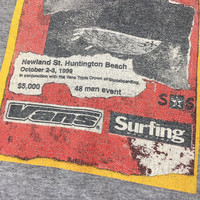 Newland St. Huntington Beach
October 2-3, 1999
in conjunction with the Vans Triple Crown of Skateboarding
$5,000 48 man event
VANS
Surfing